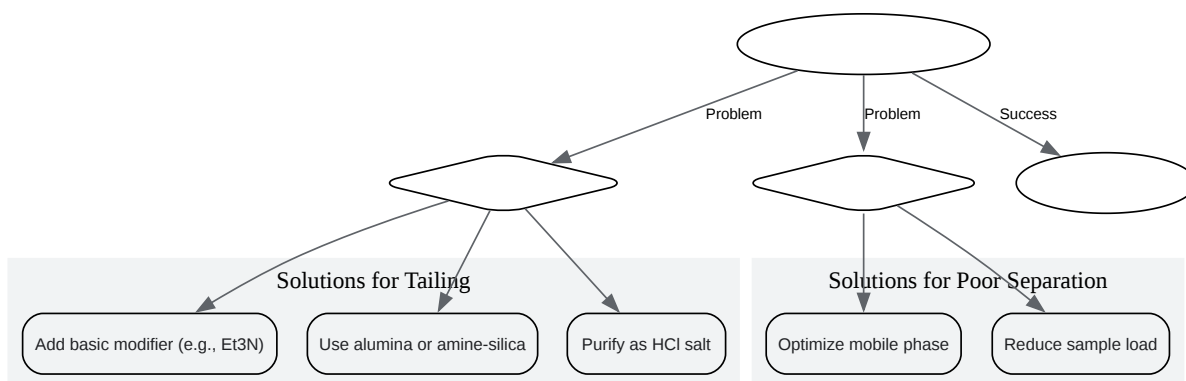 Problem
Problem
Success
Solutions for Tailing
Solutions for Poor Separation
Add basic modifier (e.g., Et3N)
Use alumina or amine-silica
Purify as HCl salt
Optimize mobile phase
Reduce sample load